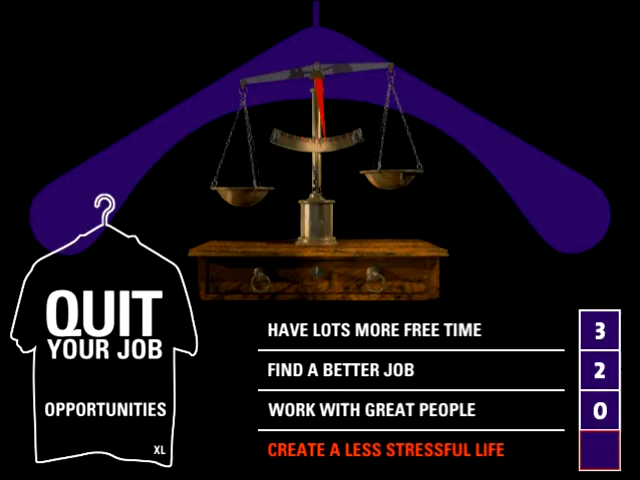 QUIT
YOUR JOB
OPPORTUNITIES
XL
HAVE LOTS MORE FREE TIME 3
FIND A BETTER JOB 2
WORK WITH GREAT PEOPLE 0
CREATE A LESS STRESSFUL LIFE